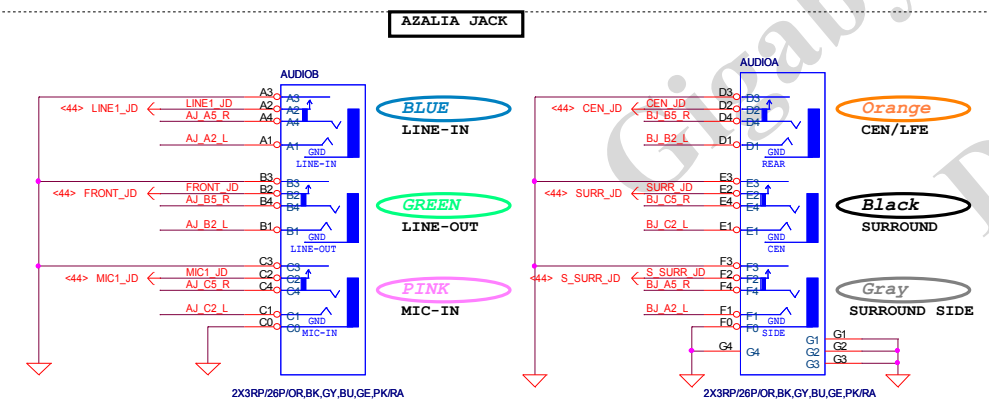 AZALIA JACK
AUDIOB
A3 A3
<44> LINE1_JD LINE1_JD A2 A2
AJ_A5_R A4 A4
AJ_A2_L A1 A1
GND
LINE-IN
BLUE
LINE-IN
B3 B3
<44> FRONT_JD FRONT_JD B2 B2
AJ_B5_R B4 B4
AJ_B2_L B1 B1
GND
LINE-OUT
GREEN
LINE-OUT
C3 C3
<44> MIC1_JD MIC1_JD C2 C2
AJ_C5_R C4 C4
AJ_C2_L C1 C1
GND
C0 C0
MIC-IN
PINK
MIC-IN
2X3RP/26P/OR,BK,GY,BU,GE,PK/RA
AUDIOA
D3 D3
<44> CEN_JD CEN_JD D2 D2
BJ_B5_R D4 D4
BJ_B2_L D1 D1
GND
REAR
Orange
CEN/LFE
E3 E3
<44> SURR_JD SURR_JD E2 E2
BJ_C5_R E4 E4
BJ_C2_L E1 E1
GND
CEN
Black
SURROUND
F3 F3
<44> S_SURR_JD S_SURR_JD F2 F2
BJ_A5_R F4 F4
BJ_A2_L F1 F1
GND
F0 F0
SIDE
Gray
SURROUND SIDE
G4 G4
G1 G1
G2 G2
G3 G3
2X3RP/26P/OR,BK,GY,BU,GE,PK/RA
Gigaby